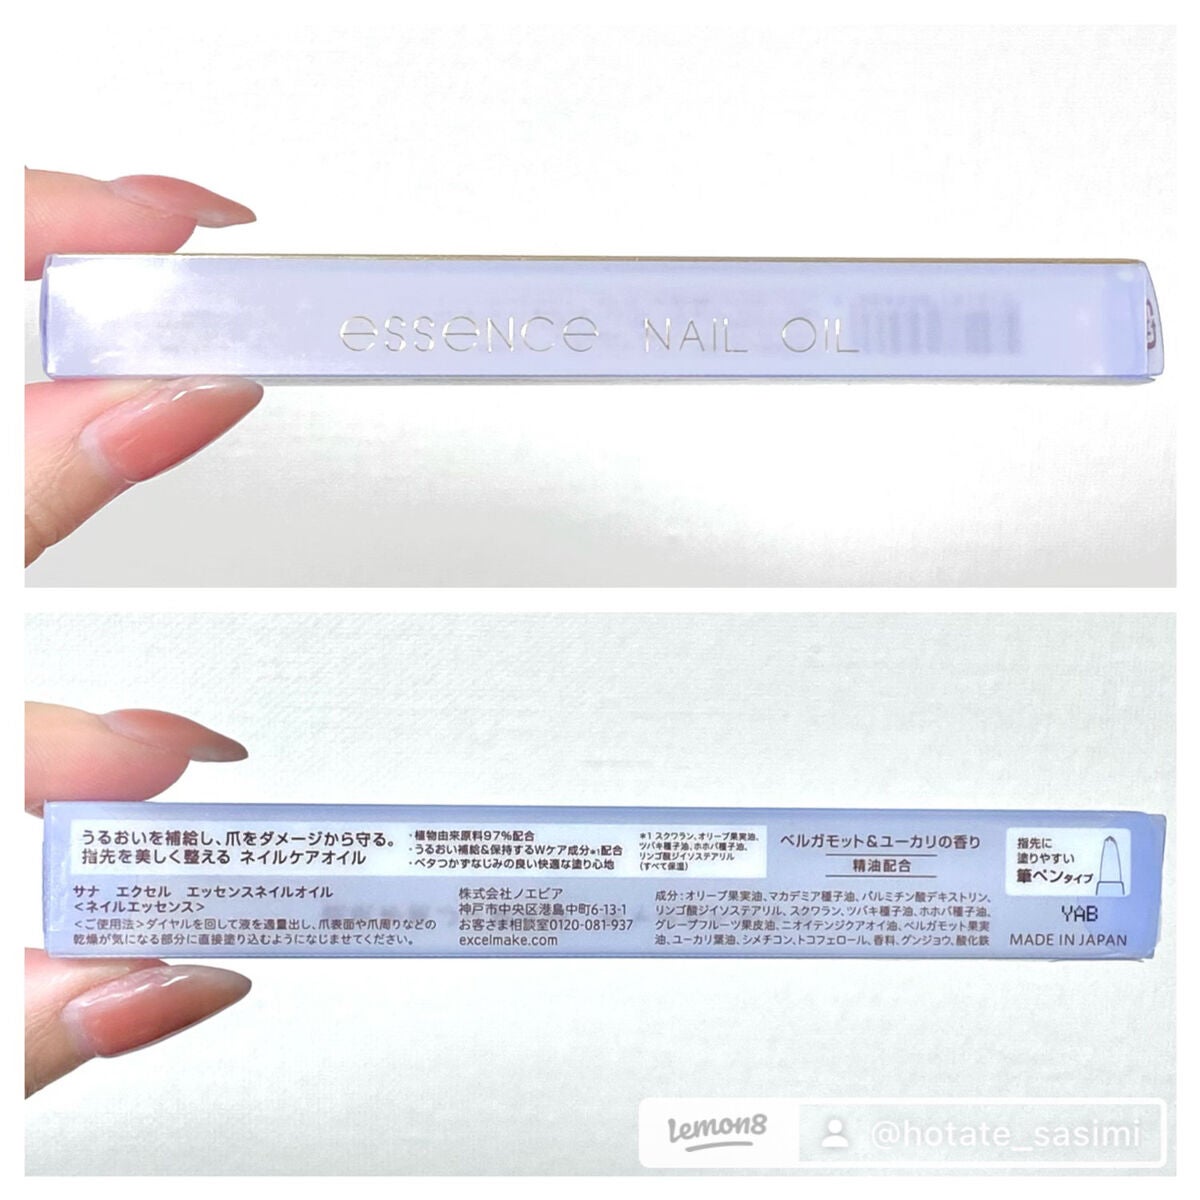 essence NAIL OIL
うるおいを補給し、爪をダメージから守る。
指先を美しく整える ネイルケアオイル
・植物由来原料97%配合
・うるおい補給&保持するWケア成分*1配合
・ベタつかずなじみの良い快適な塗り心地
*1 スクワラン、オリーブ果実油、
ツバキ種子油、ホホバ種子油、
リンゴ酸ジイソステアリル
(すべて保湿)
ベルガモット&ユーカリの香り
精油配合
指先に
塗りやすい
筆ペンタイプ
サナ エクセル エッセンスネイルオイル
<ネイルエッセンス>
<ご使用法>ダイヤルを回して液を適量出し、爪表面や爪周りなどの
乾燥が気になる部分に直接塗り込むようになじませてください。
株式会社ノエビア
神戸市中央区港島中町6-13-1
お客さま相談室0120-081-937
excelmake.com
成分:オリーブ果実油、マカデミア種子油、パルミチン酸デキストリン、
リンゴ酸ジイソステアリル、スクワラン、ツバキ種子油、ホホバ種子油、
グレープフルーツ果皮油、ニオイテンジクアオイ油、ベルガモット果実
油、ユーカリ葉油、シメチコン、トコフェロール、香料、グンジョウ、酸化鉄
YAB
MADE IN JAPAN
lemon8
@hotate_sasimi